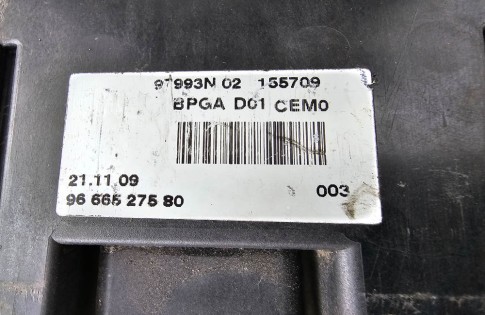 97993N 02 155709
BPGA D01 CEM0
21.11.09 003
96 665 275 80